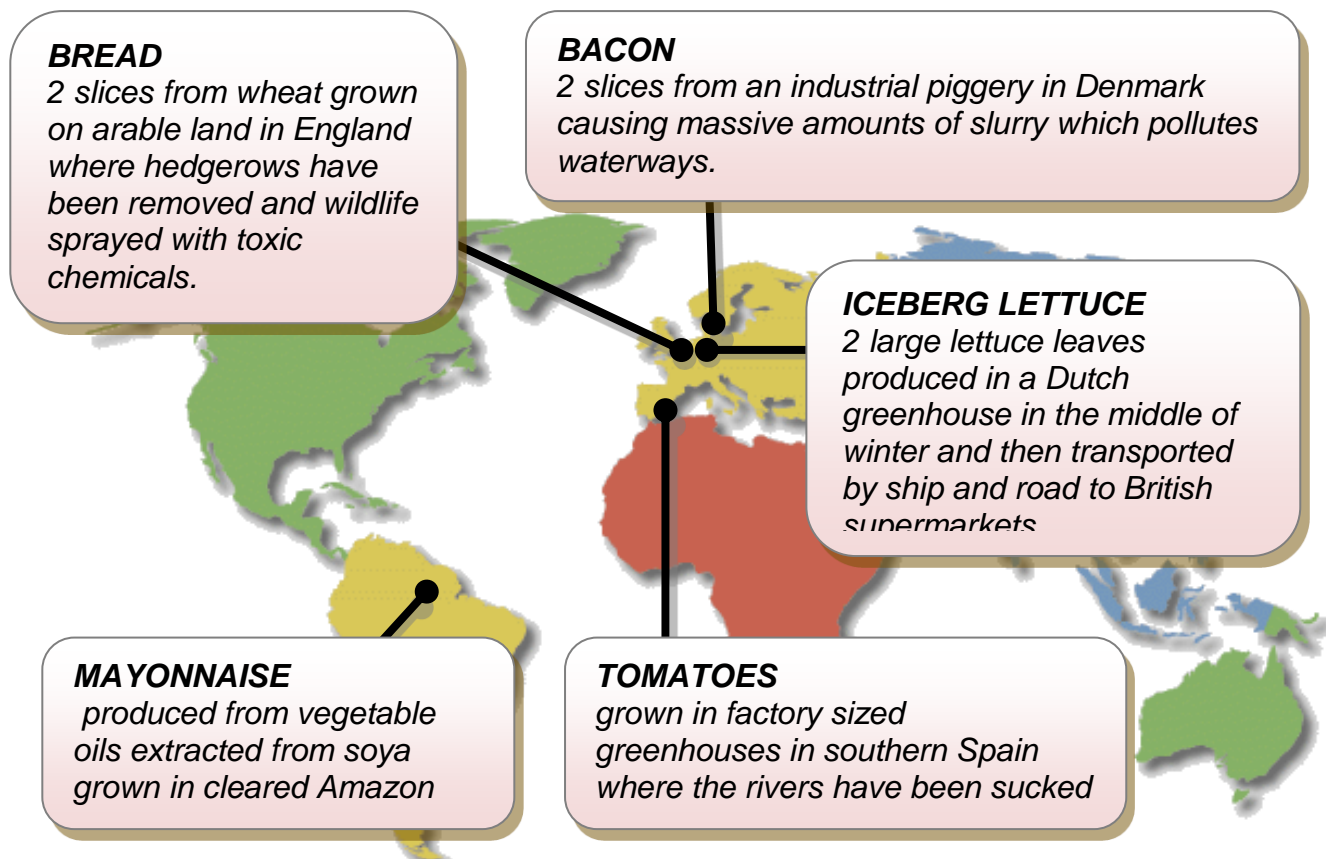 BREAD
2 slices from wheat grown
on arable land in England
where hedgerows have
been removed and wildlife
sprayed with toxic
chemicals.
BACON
2 slices from an industrial piggery in Denmark
causing massive amounts of slurry which pollutes
waterways.
ICEBERG LETTUCE
2 large lettuce leaves
produced in a Dutch
greenhouse in the middle of
winter and then transported
by ship and road to British
supermarkets
MAYONNAISE
produced from vegetable
oils extracted from soya
grown in cleared Amazon
TOMATOES
grown in factory sized
greenhouses in southern Spain
where the rivers have been sucked